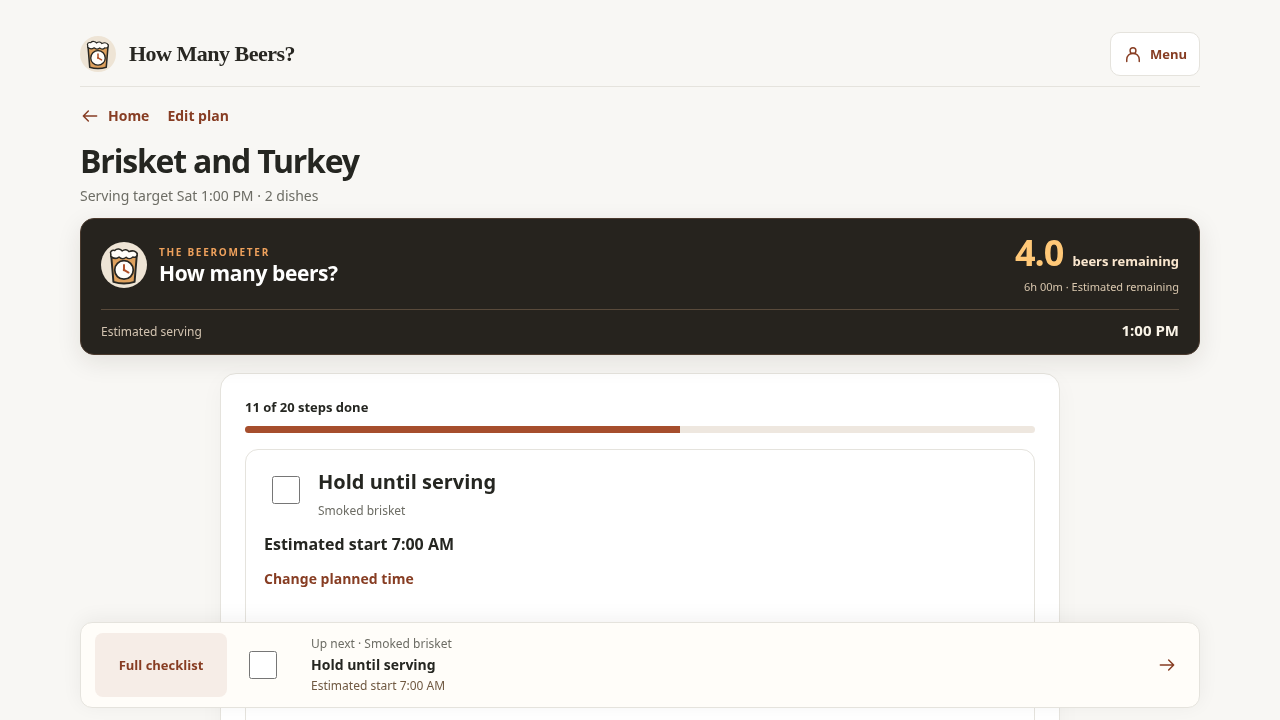 How Many Beers?
Menu
Home
Edit plan
Brisket and Turkey
Serving target Sat 1:00 PM · 2 dishes
THE BEEROMETER
How many beers?
4.0 beers remaining
6h 00m · Estimated remaining
Estimated serving
1:00 PM
11 of 20 steps done
Hold until serving
Smoked brisket
Estimated start 7:00 AM
Change planned time
Full checklist
Up next · Smoked brisket
Hold until serving
Estimated start 7:00 AM